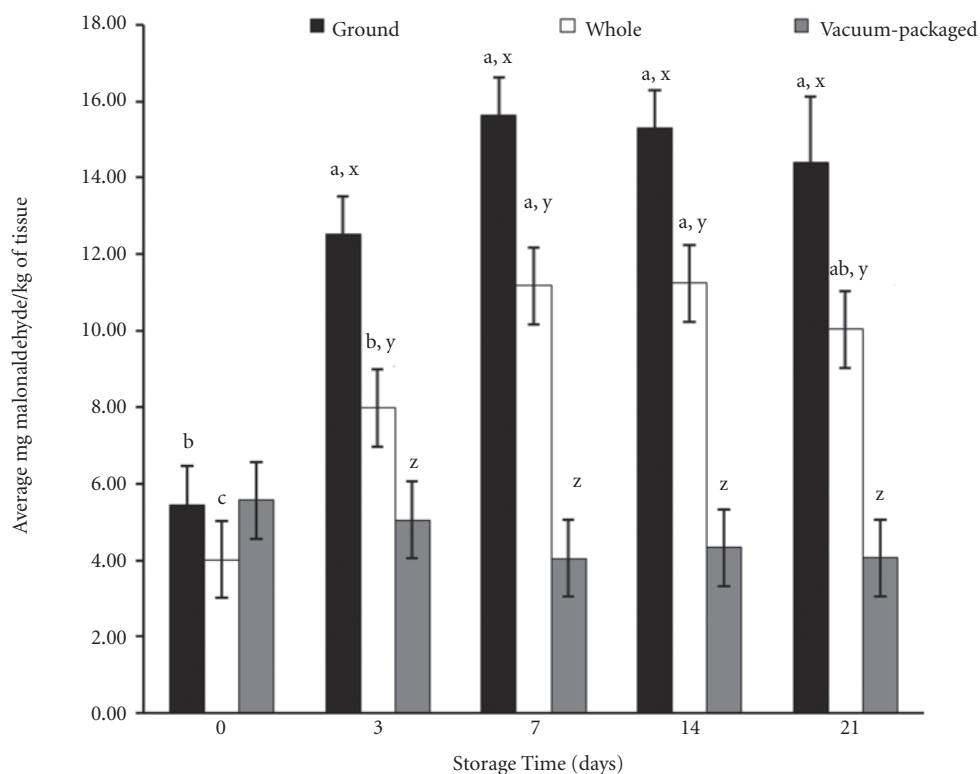 18.00
Ground
Whole
Vacuum-packaged
16.00
14.00
12.00
10.00
8.00
6.00
4.00
2.00
0.00
Average mg malonaldehyde/kg of tissue
b
c
a, x
b, y
z
a, x
a, y
z
a, x
a, y
z
a, x
ab, y
z
0
3
7
14
21
Storage Time (days)